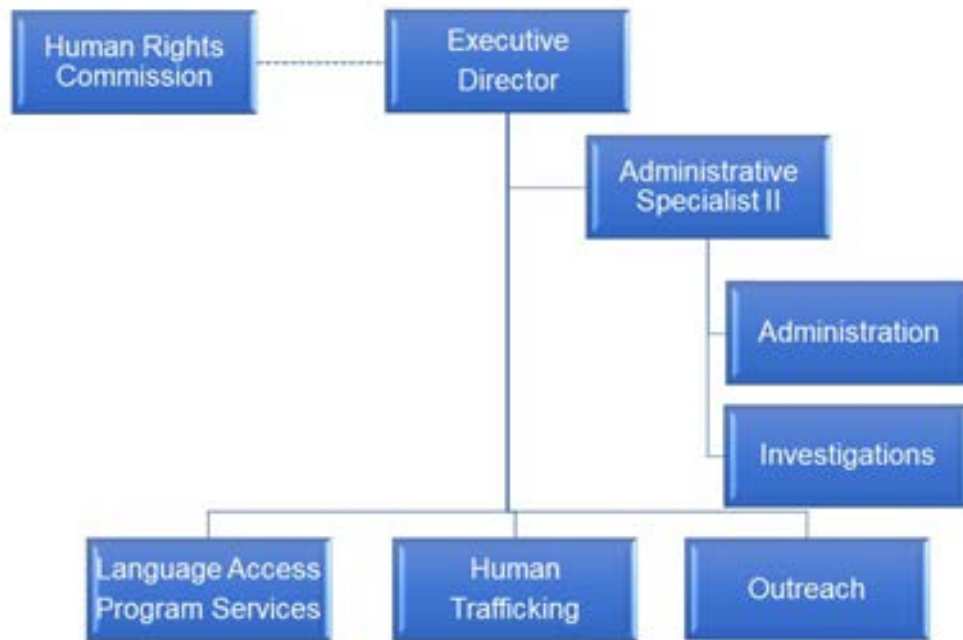 Human Rights
Commission
Executive
Director
Administrative
Specialist II
Administration
Investigations
Language Access
Program Services
Human
Trafficking
Outreach